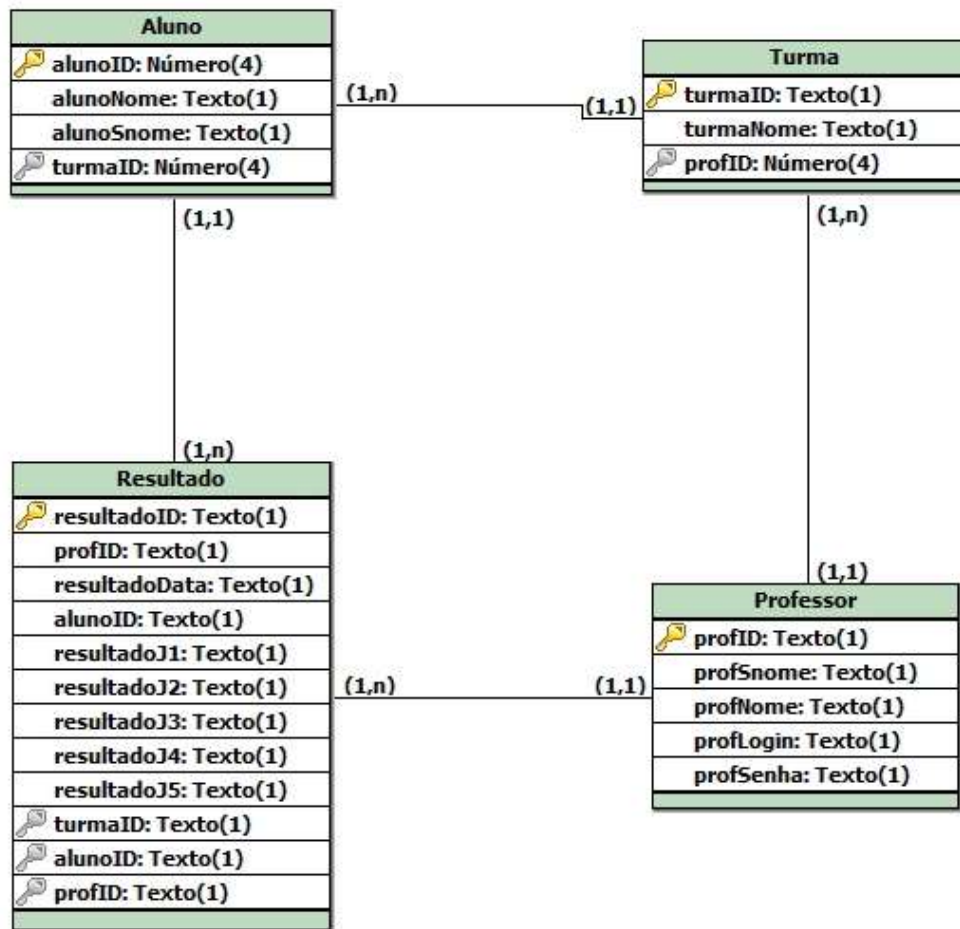 Aluno
alunoID: Número(4)
alunoNome: Texto(1)
alunoSnome: Texto(1)
turmaID: Número(4)
(1,n)
(1,1)
Turma
turmaID: Texto(1)
turmaNome: Texto(1)
profID: Número(4)
(1,1)
(1,n)
(1,n)
Resultado
resultadoID: Texto(1)
profID: Texto(1)
resultadoData: Texto(1)
alunoID: Texto(1)
resultadoJ1: Texto(1)
resultadoJ2: Texto(1)
resultadoJ3: Texto(1)
resultadoJ4: Texto(1)
resultadoJ5: Texto(1)
turmaID: Texto(1)
alunoID: Texto(1)
profID: Texto(1)
(1,n)
(1,1)
(1,1)
Professor
profID: Texto(1)
profSnome: Texto(1)
profNome: Texto(1)
profLogin: Texto(1)
profSenha: Texto(1)